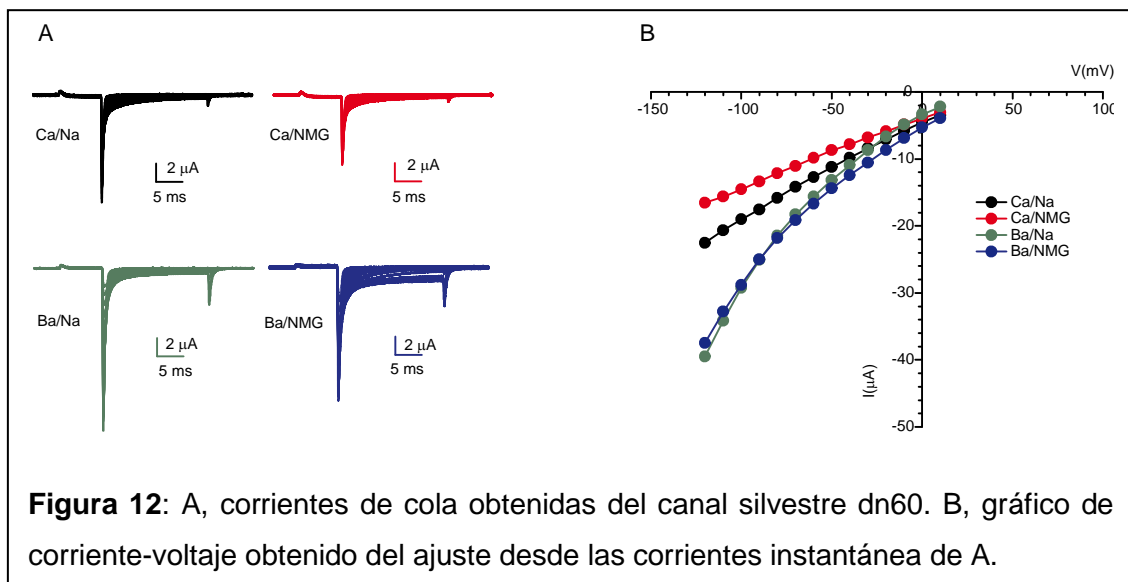 A
Ca/Na
2 µA
5 ms
Ca/NMG
2 µA
5 ms
Ba/Na
2 µA
5 ms
Ba/NMG
2 µA
5 ms
B
V(mV)
-150 -100 -50 0 50 100
-10
-20
-30
-40
-50
I(µA)
Ca/Na
Ca/NMG
Ba/Na
Ba/NMG
Figura 12: A, corrientes de cola obtenidas del canal silvestre dn60. B, gráfico de
corriente-voltaje obtenido del ajuste desde las corrientes instantánea de A.